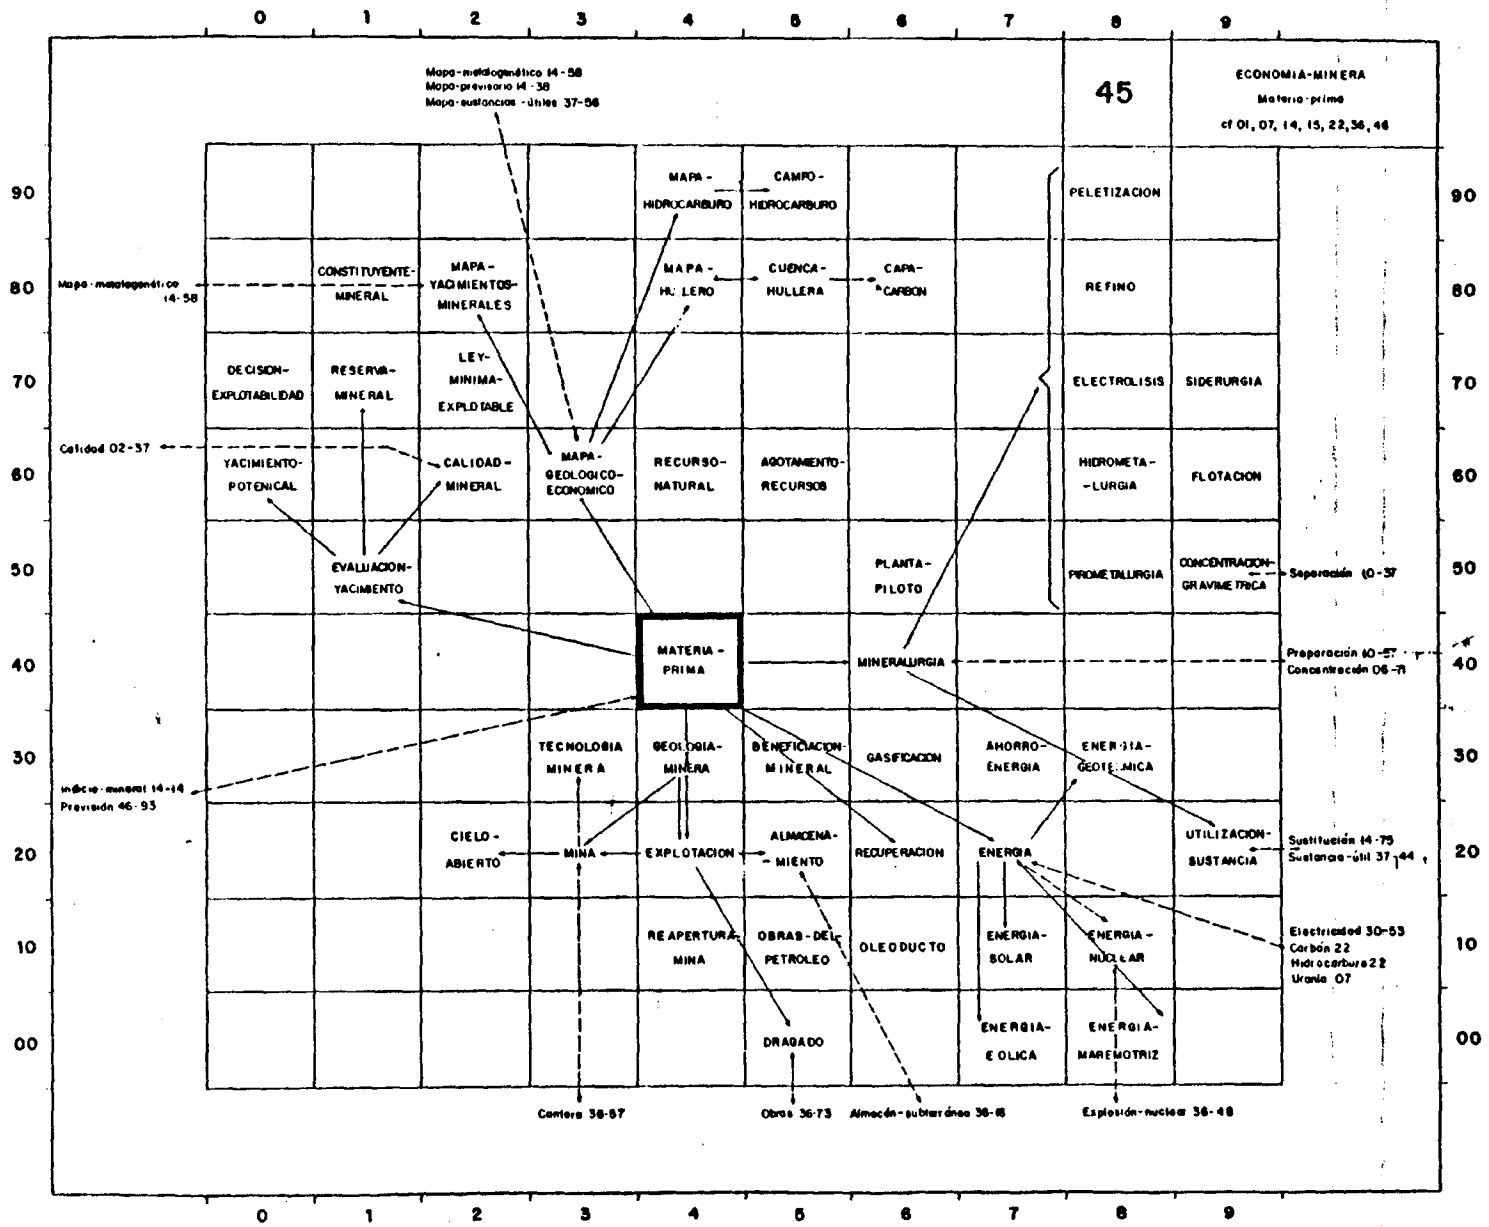 0 1 2 3 4 5 6 7 8 9
Mapa-metalogenético 14-58
Mapa-previsorio 14-38
Mapa-sustancias-útiles 37-56
45
ECONOMIA-MINERA
Materia-prima
cf 01, 07, 14, 15, 22, 36, 46
90
MAPA-
HIDROCARBURO
CAMPO-
HIDROCARBURO
PELETIZACION
90
Mapa-metalogenético
14-58
80
CONSTITUYENTE-
MINERAL
MAPA-
YACIMIENTOS-
MINERALES
MAPA-
HULLERO
CUENCA-
HULLERA
CAPA-
CARBON
REFINO
80
70
DECISION-
EXPLOTABILIDAD
RESERVA-
MINERAL
LEY-
MINIMA-
EXPLOTABLE
ELECTROLISIS
SIDERURGIA
70
Calidad 02-37
60
YACIMIENTO-
POTENICAL
CALIDAD-
MINERAL
MAPA-
GEOLOGICO-
ECONOMICO
RECURSO-
NATURAL
AGOTAMIENTO-
RECURSOS
HIDROMETA-
-LURGIA
FLOTACION
60
50
EVALUACION-
YACIMIENTO
PLANTA-
PILOTO
PIROMETALURGIA
CONCENTRACION-
GRAVIMETRICA
Separación 10-37
50
40
MATERIA-
PRIMA
MINERALURGIA
Preparación 10-57
Concentración 06-71
40
30
TECNOLOGIA
MINERA
GEOLOGIA-
MINERA
BENEFICIACION-
MINERAL
GASIFICACION
AHORRO-
ENERGIA
ENERGIA-
GEOTERMICA
30
Indicio-mineral 14-14
Previsión 46-93
20
CIELO-
ABIERTO
MINA
EXPLOTACION
ALMACENA-
-MIENTO
RECUPERACION
ENERGIA
UTILIZACION-
SUSTANCIA
Sustitución 14-75
Sustancia-útil 37-44
20
10
REAPERTURA-
MINA
OBRAS-DEL-
PETROLEO
OLEODUCTO
ENERGIA-
SOLAR
ENERGIA-
NUCLEAR
Electricidad 30-53
Carbón 22
Hidrocarburo 22
Uranio 07
10
00
DRAGADO
ENERGIA-
EOLICA
ENERGIA-
MAREMOTRIZ
00
Cantera 36-57
Obras 36-73
Almacén-subterráneo 36-18
Explosión-nuclear 36-48
0 1 2 3 4 5 6 7 8 9